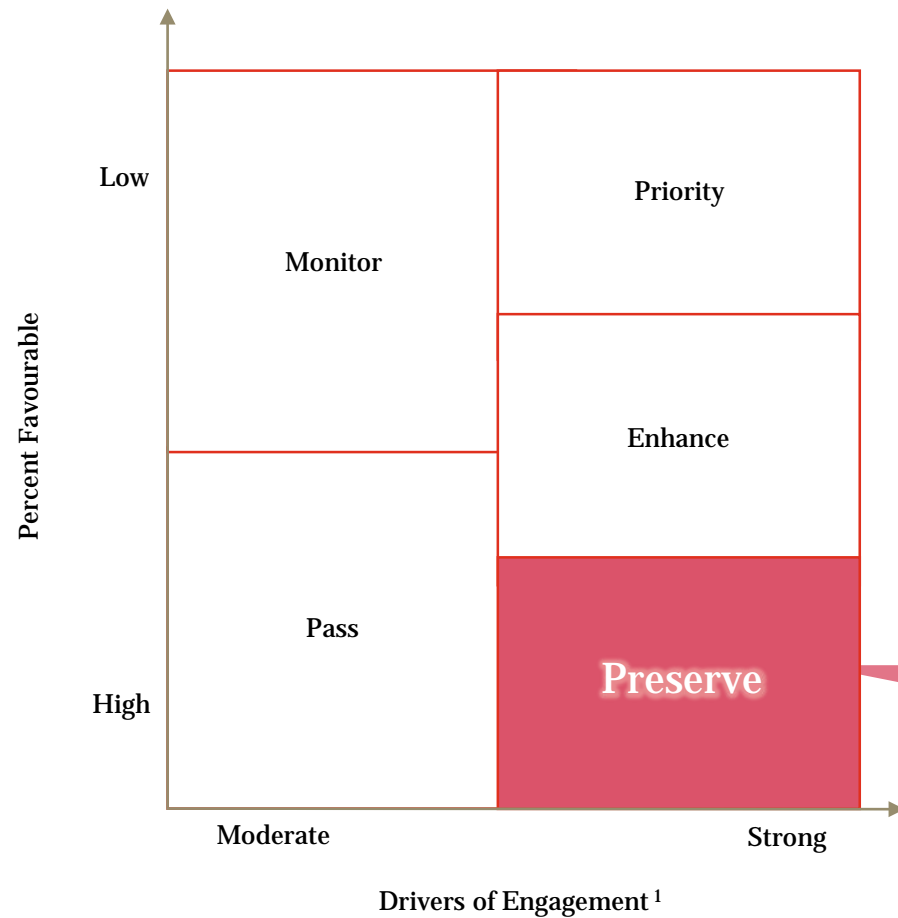 Low
Priority
Monitor
Percent Favourable
Enhance
Pass
Preserve
High
Moderate
Strong
Drivers of Engagement 1